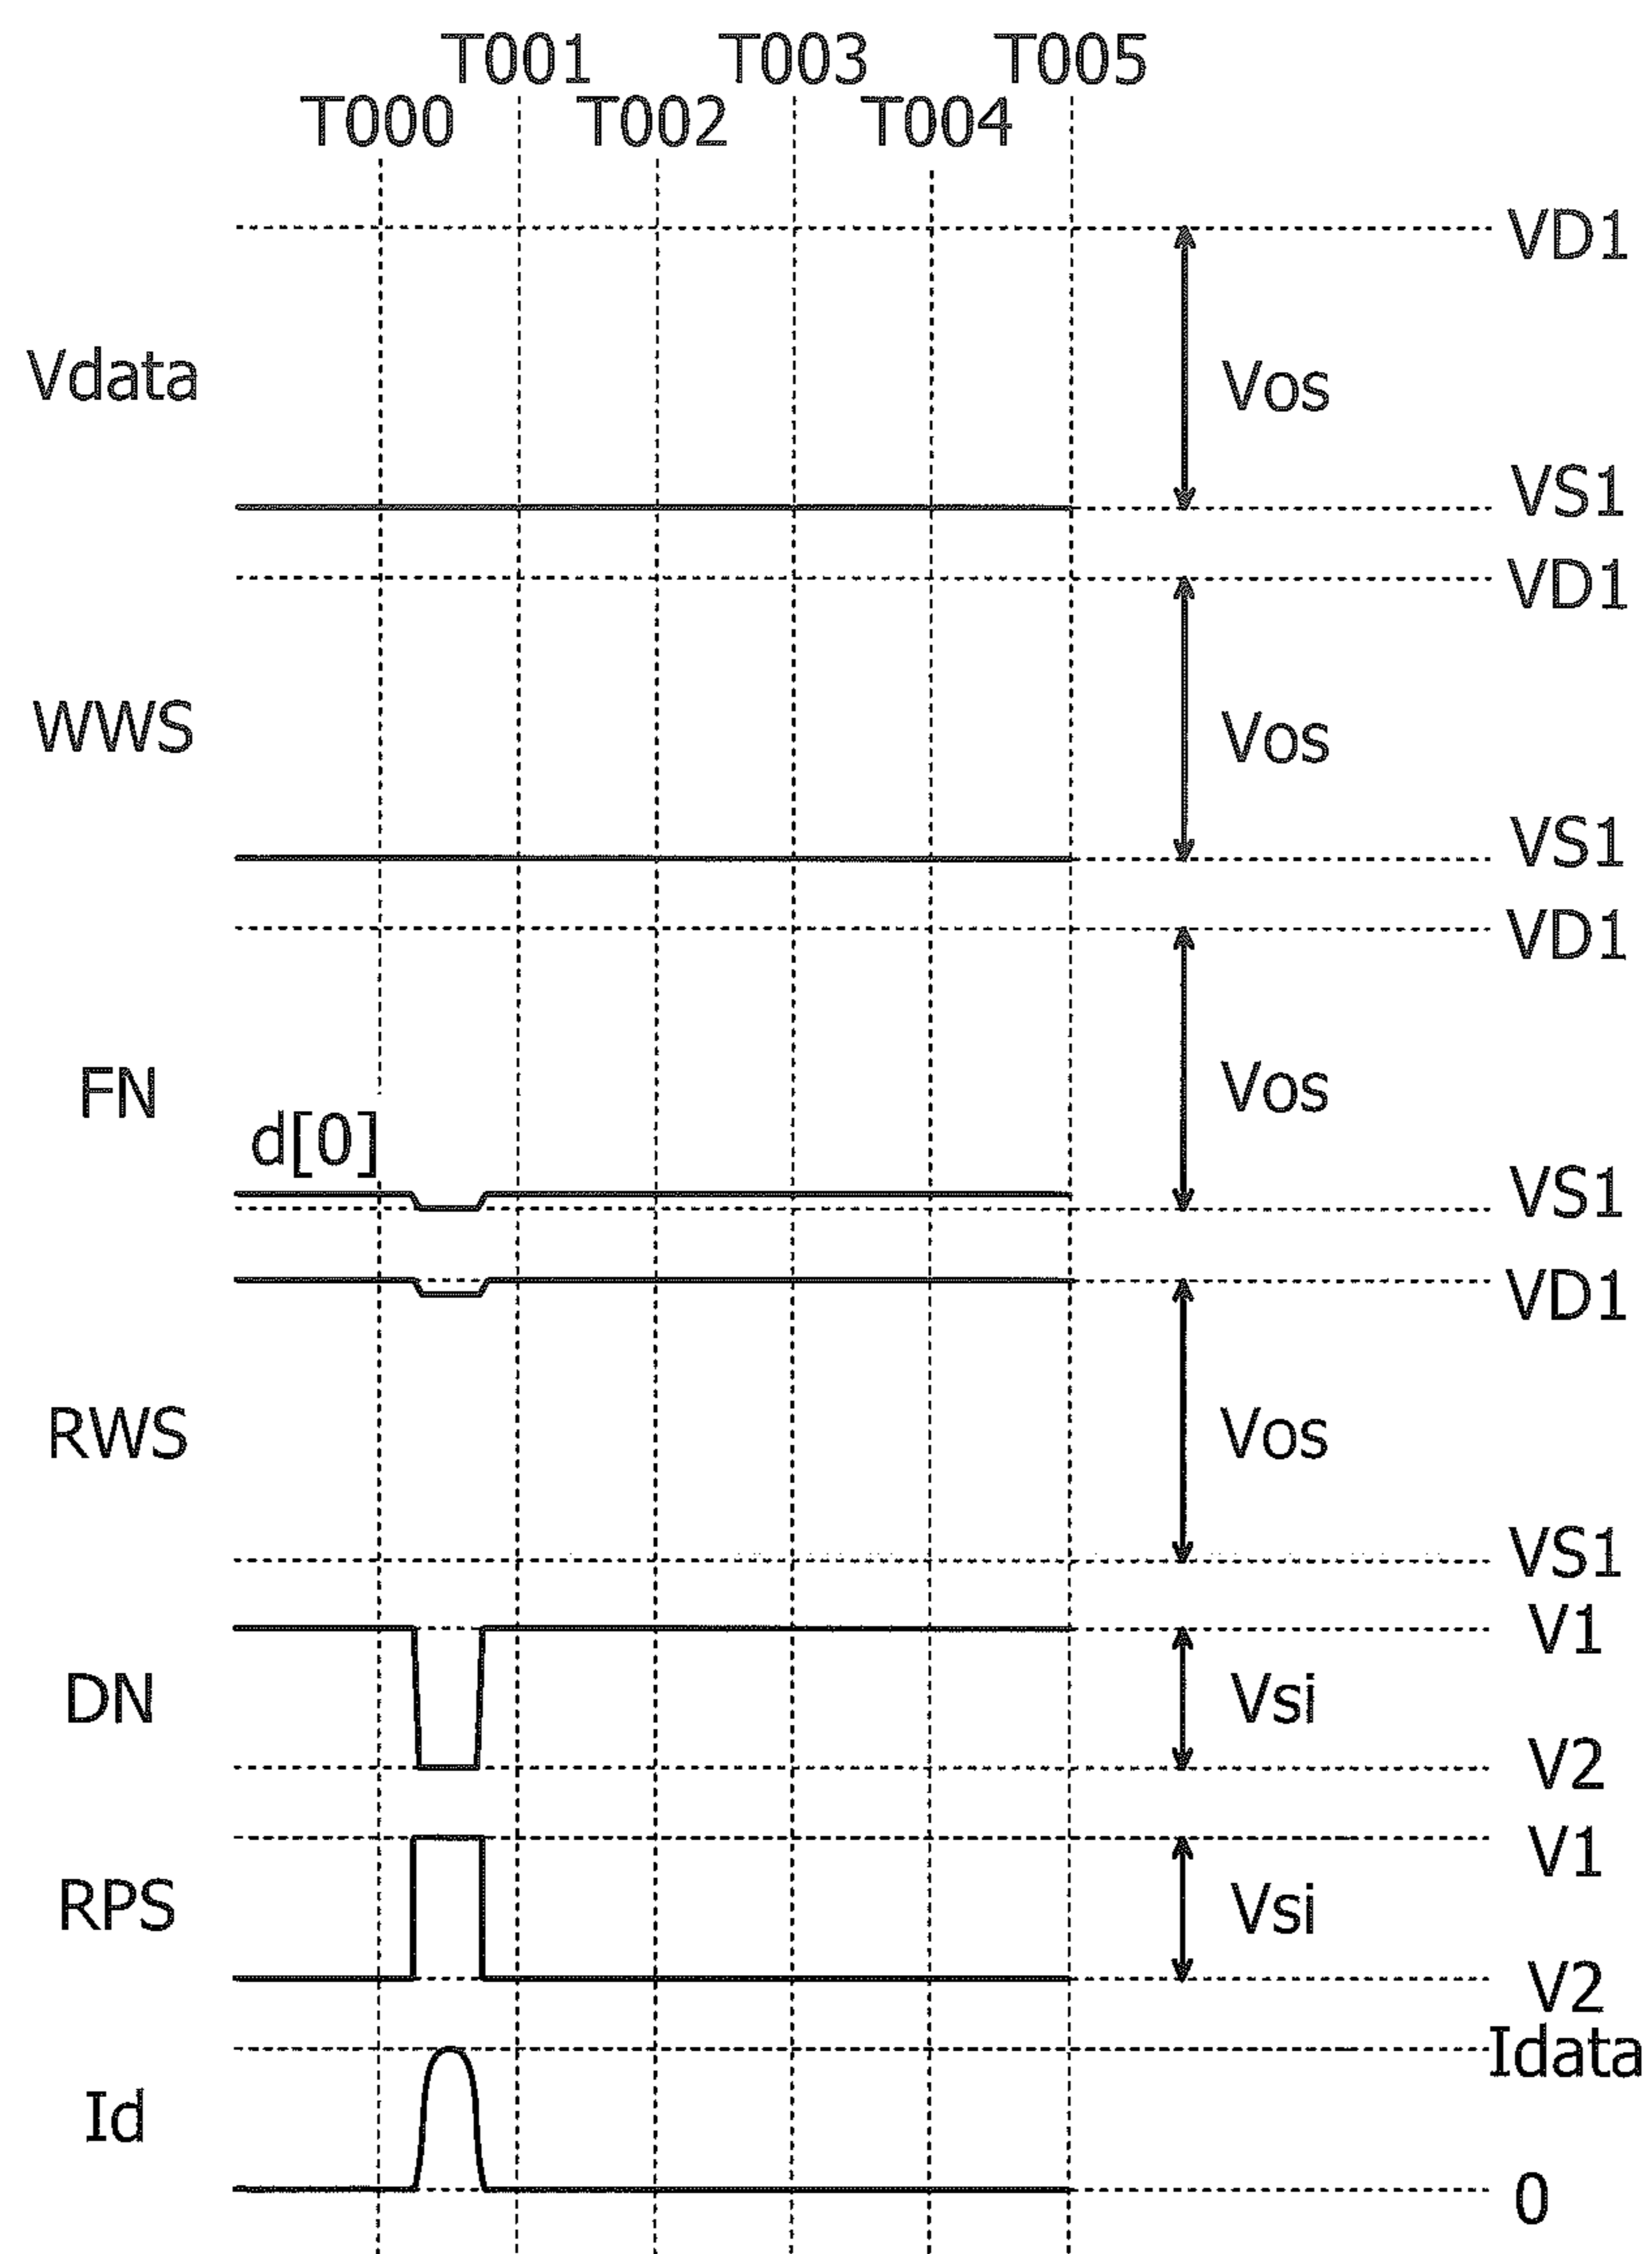 T001 T003 T005
T000 T002 T004
VD1
Vdata Vos
VS1
VD1
WWS Vos
VS1
VD1
FN Vos
d[0]
VS1
VD1
RWS Vos
VS1
V1
DN Vsi
V2
V1
RPS Vsi
V2
Idata
Id
0